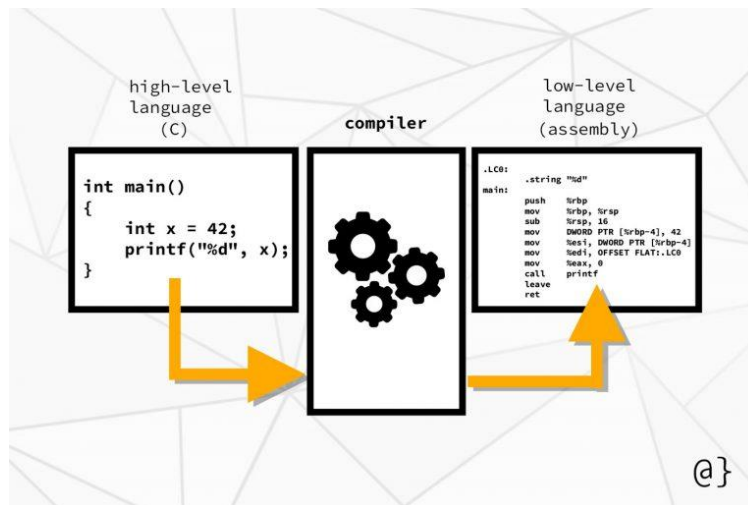 high-level
language
(C)
int main()
{
    int x = 42;
    printf("%d", x);
}
compiler
low-level
language
(assembly)
.LC0:
        .string "%d"
main:
        push    %rbp
        mov     %rbp, %rsp
        sub     %rsp, 16
        mov     DWORD PTR [%rbp-4], 42
        mov     %esi, DWORD PTR [%rbp-4]
        mov     %edi, OFFSET FLAT:.LC0
        mov     %eax, 0
        call    printf
        leave
        ret
@}